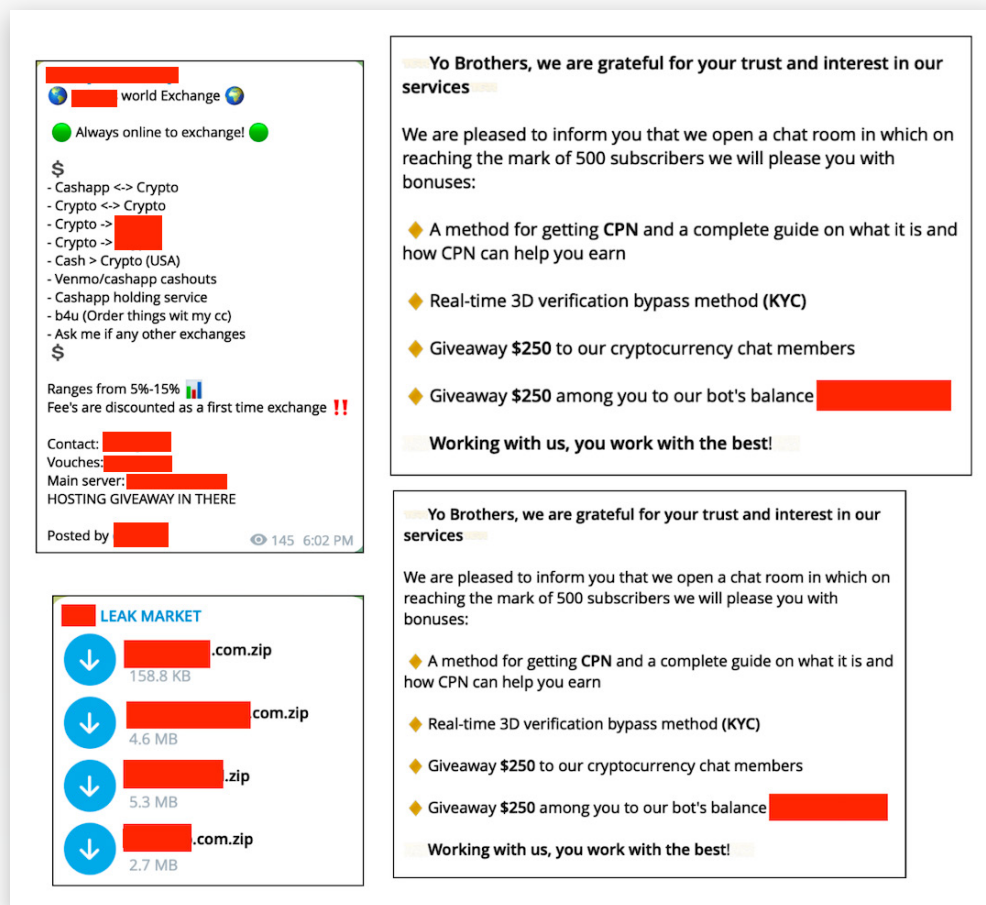 world Exchange
Always online to exchange!
$
- Cashapp <-> Crypto
- Crypto <-> Crypto
- Crypto ->
- Crypto ->
- Cash > Crypto (USA)
- Venmo/cashapp cashouts
- Cashapp holding service
- b4u (Order things wit my cc)
- Ask me if any other exchanges
$
Ranges from 5%-15%
Fee's are discounted as a first time exchange !!
Contact:
Vouches:
Main server:
HOSTING GIVEAWAY IN THERE
Posted by
145 6:02 PM
LEAK MARKET
.com.zip
158.8 KB
.com.zip
4.6 MB
.zip
5.3 MB
.com.zip
2.7 MB
Yo Brothers, we are grateful for your trust and interest in our
services
We are pleased to inform you that we open a chat room in which on
reaching the mark of 500 subscribers we will please you with
bonuses:
A method for getting CPN and a complete guide on what it is and
how CPN can help you earn
Real-time 3D verification bypass method (KYC)
Giveaway $250 to our cryptocurrency chat members
Giveaway $250 among you to our bot's balance
Working with us, you work with the best!
Yo Brothers, we are grateful for your trust and interest in our
services
We are pleased to inform you that we open a chat room in which on
reaching the mark of 500 subscribers we will please you with
bonuses:
A method for getting CPN and a complete guide on what it is and
how CPN can help you earn
Real-time 3D verification bypass method (KYC)
Giveaway $250 to our cryptocurrency chat members
Giveaway $250 among you to our bot's balance
Working with us, you work with the best!